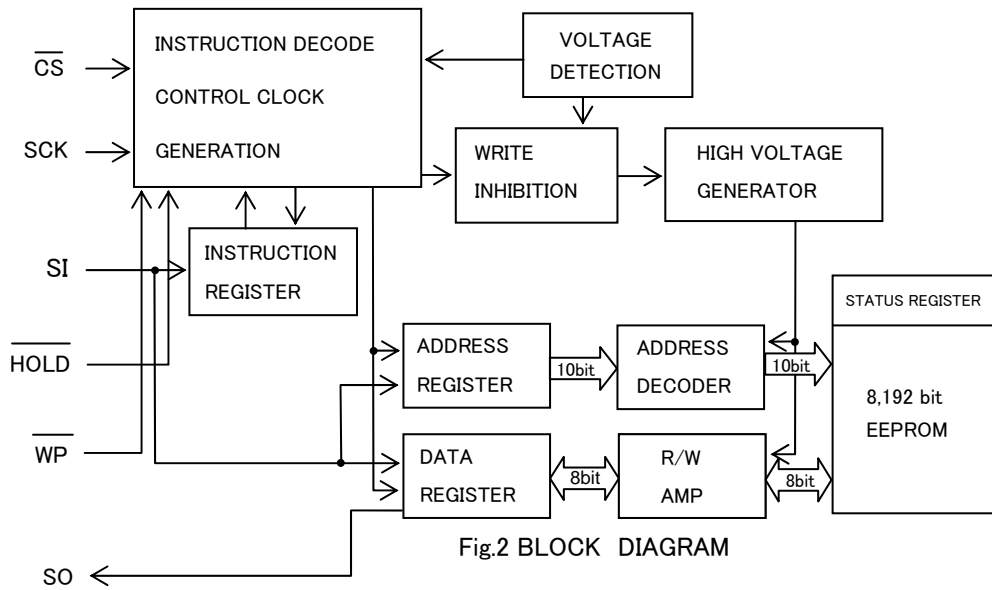 INSTRUCTION DECODE
CONTROL CLOCK
GENERATION
VOLTAGE
DETECTION
WRITE
INHIBITION
HIGH VOLTAGE
GENERATOR
CS
SCK
SI
HOLD
WP
SO
INSTRUCTION
REGISTER
ADDRESS
REGISTER
10bit
ADDRESS
DECODER
10bit
STATUS REGISTER
8,192 bit
EEPROM
DATA
REGISTER
8bit
R/W
AMP
8bit
Fig.2 BLOCK DIAGRAM